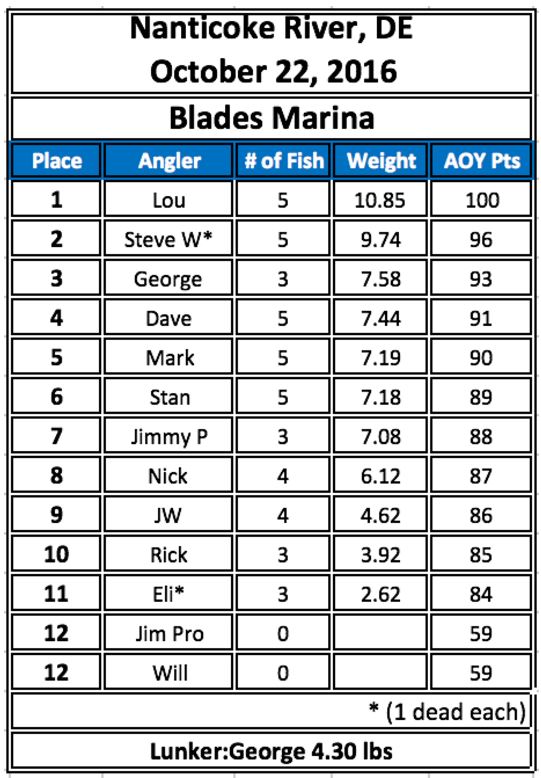 Nanticoke River, DE
October 22, 2016
Blades Marina
Place Angler # of Fish Weight AOY Pts
1 Lou 5 10.85 100
2 Steve W* 5 9.74 96
3 George 3 7.58 93
4 Dave 5 7.44 91
5 Mark 5 7.19 90
6 Stan 5 7.18 89
7 Jimmy P 3 7.08 88
8 Nick 4 6.12 87
9 JW 4 4.62 86
10 Rick 3 3.92 85
11 Eli* 3 2.62 84
12 Jim Pro 0 59
12 Will 0 59
* (1 dead each)
Lunker:George 4.30 lbs